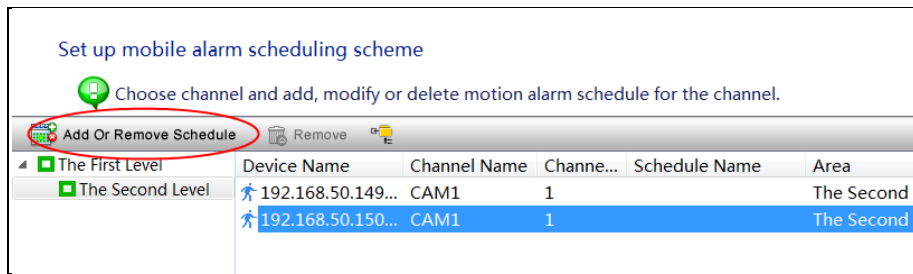 Set up mobile alarm scheduling scheme
Choose channel and add, modify or delete motion alarm schedule for the channel.
Add Or Remove Schedule Remove
The First Level Device Name Channel Name Channe... Schedule Name Area
The Second Level 192.168.50.149... CAM1 1 The Second
192.168.50.150... CAM1 1 The Second